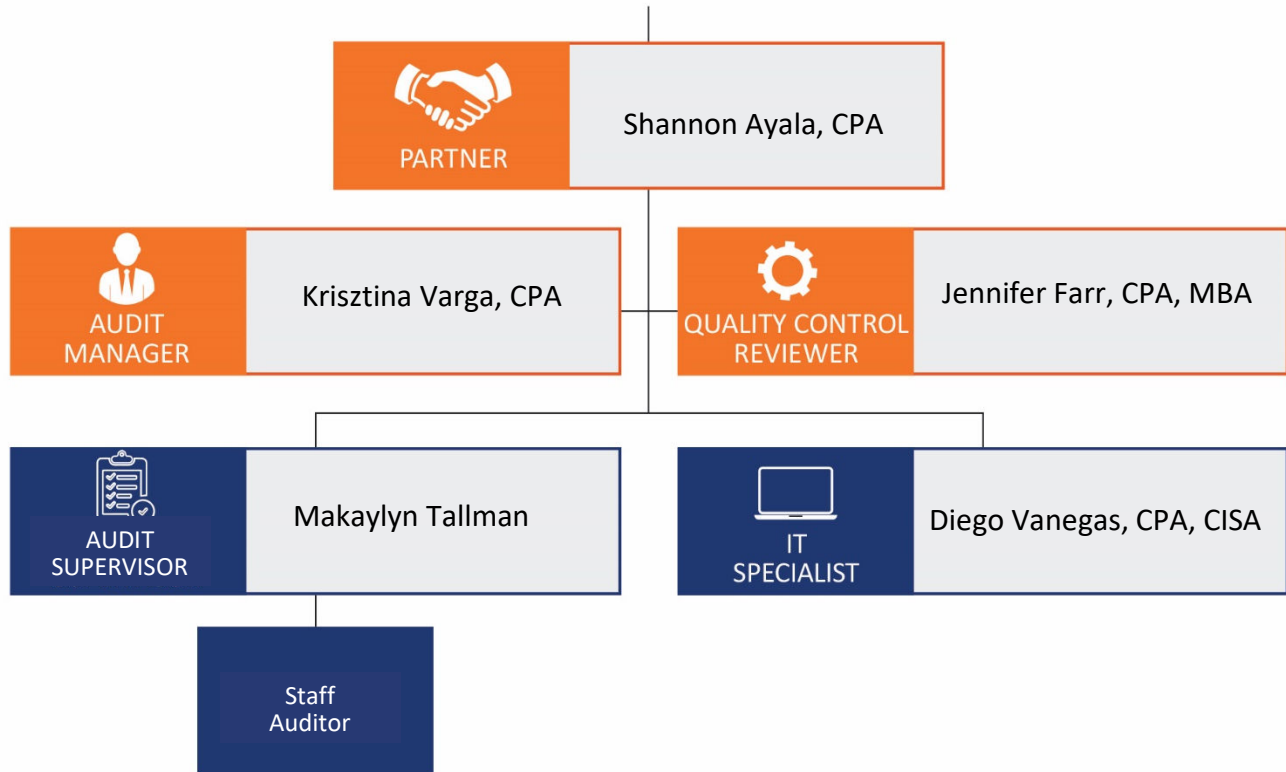 PARTNER
Shannon Ayala, CPA
AUDIT
MANAGER
Krisztina Varga, CPA
QUALITY CONTROL
REVIEWER
Jennifer Farr, CPA, MBA
AUDIT
SUPERVISOR
Makaylyn Tallman
IT
SPECIALIST
Diego Vanegas, CPA, CISA
Staff
Auditor